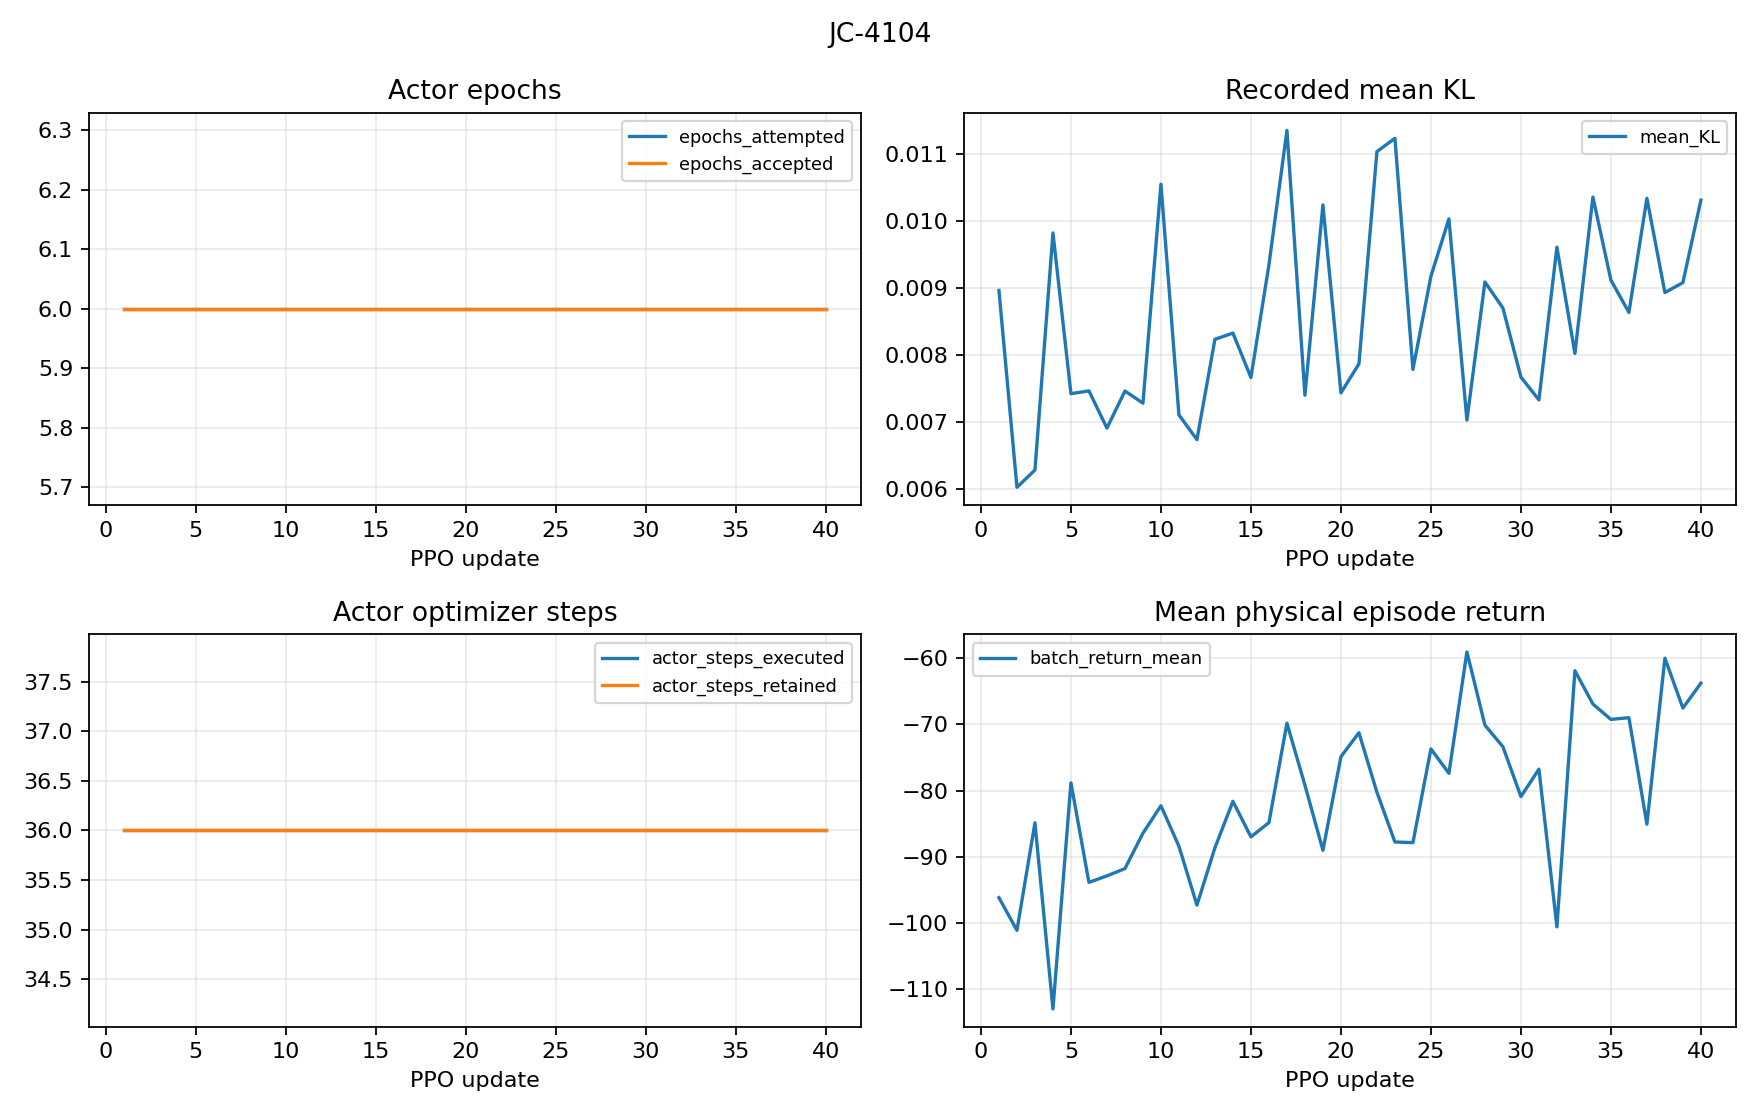 JC-4104
Actor epochs
6.3
6.2
6.1
6.0
5.9
5.8
5.7
epochs_attempted
epochs_accepted
0 5 10 15 20 25 30 35 40
PPO update
Recorded mean KL
0.011
0.010
0.009
0.008
0.007
0.006
mean_KL
0 5 10 15 20 25 30 35 40
PPO update
Actor optimizer steps
37.5
37.0
36.5
36.0
35.5
35.0
34.5
actor_steps_executed
actor_steps_retained
0 5 10 15 20 25 30 35 40
PPO update
Mean physical episode return
−60
−70
−80
−90
−100
−110
batch_return_mean
0 5 10 15 20 25 30 35 40
PPO update